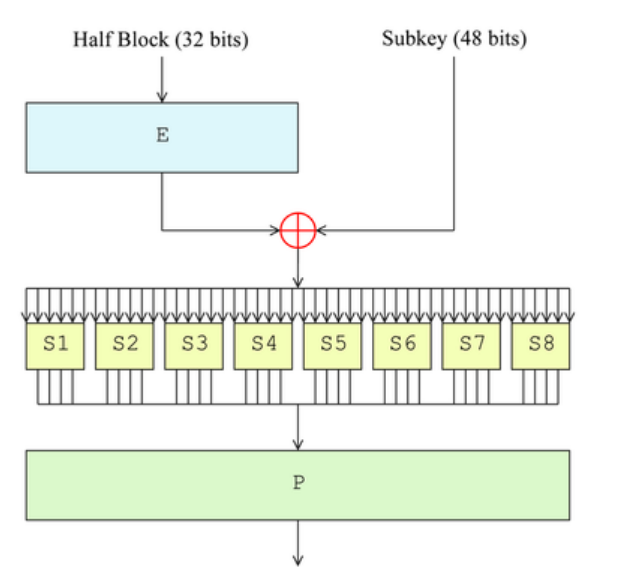 Half Block (32 bits)
Subkey (48 bits)
E
S1
S2
S3
S4
S5
S6
S7
S8
P